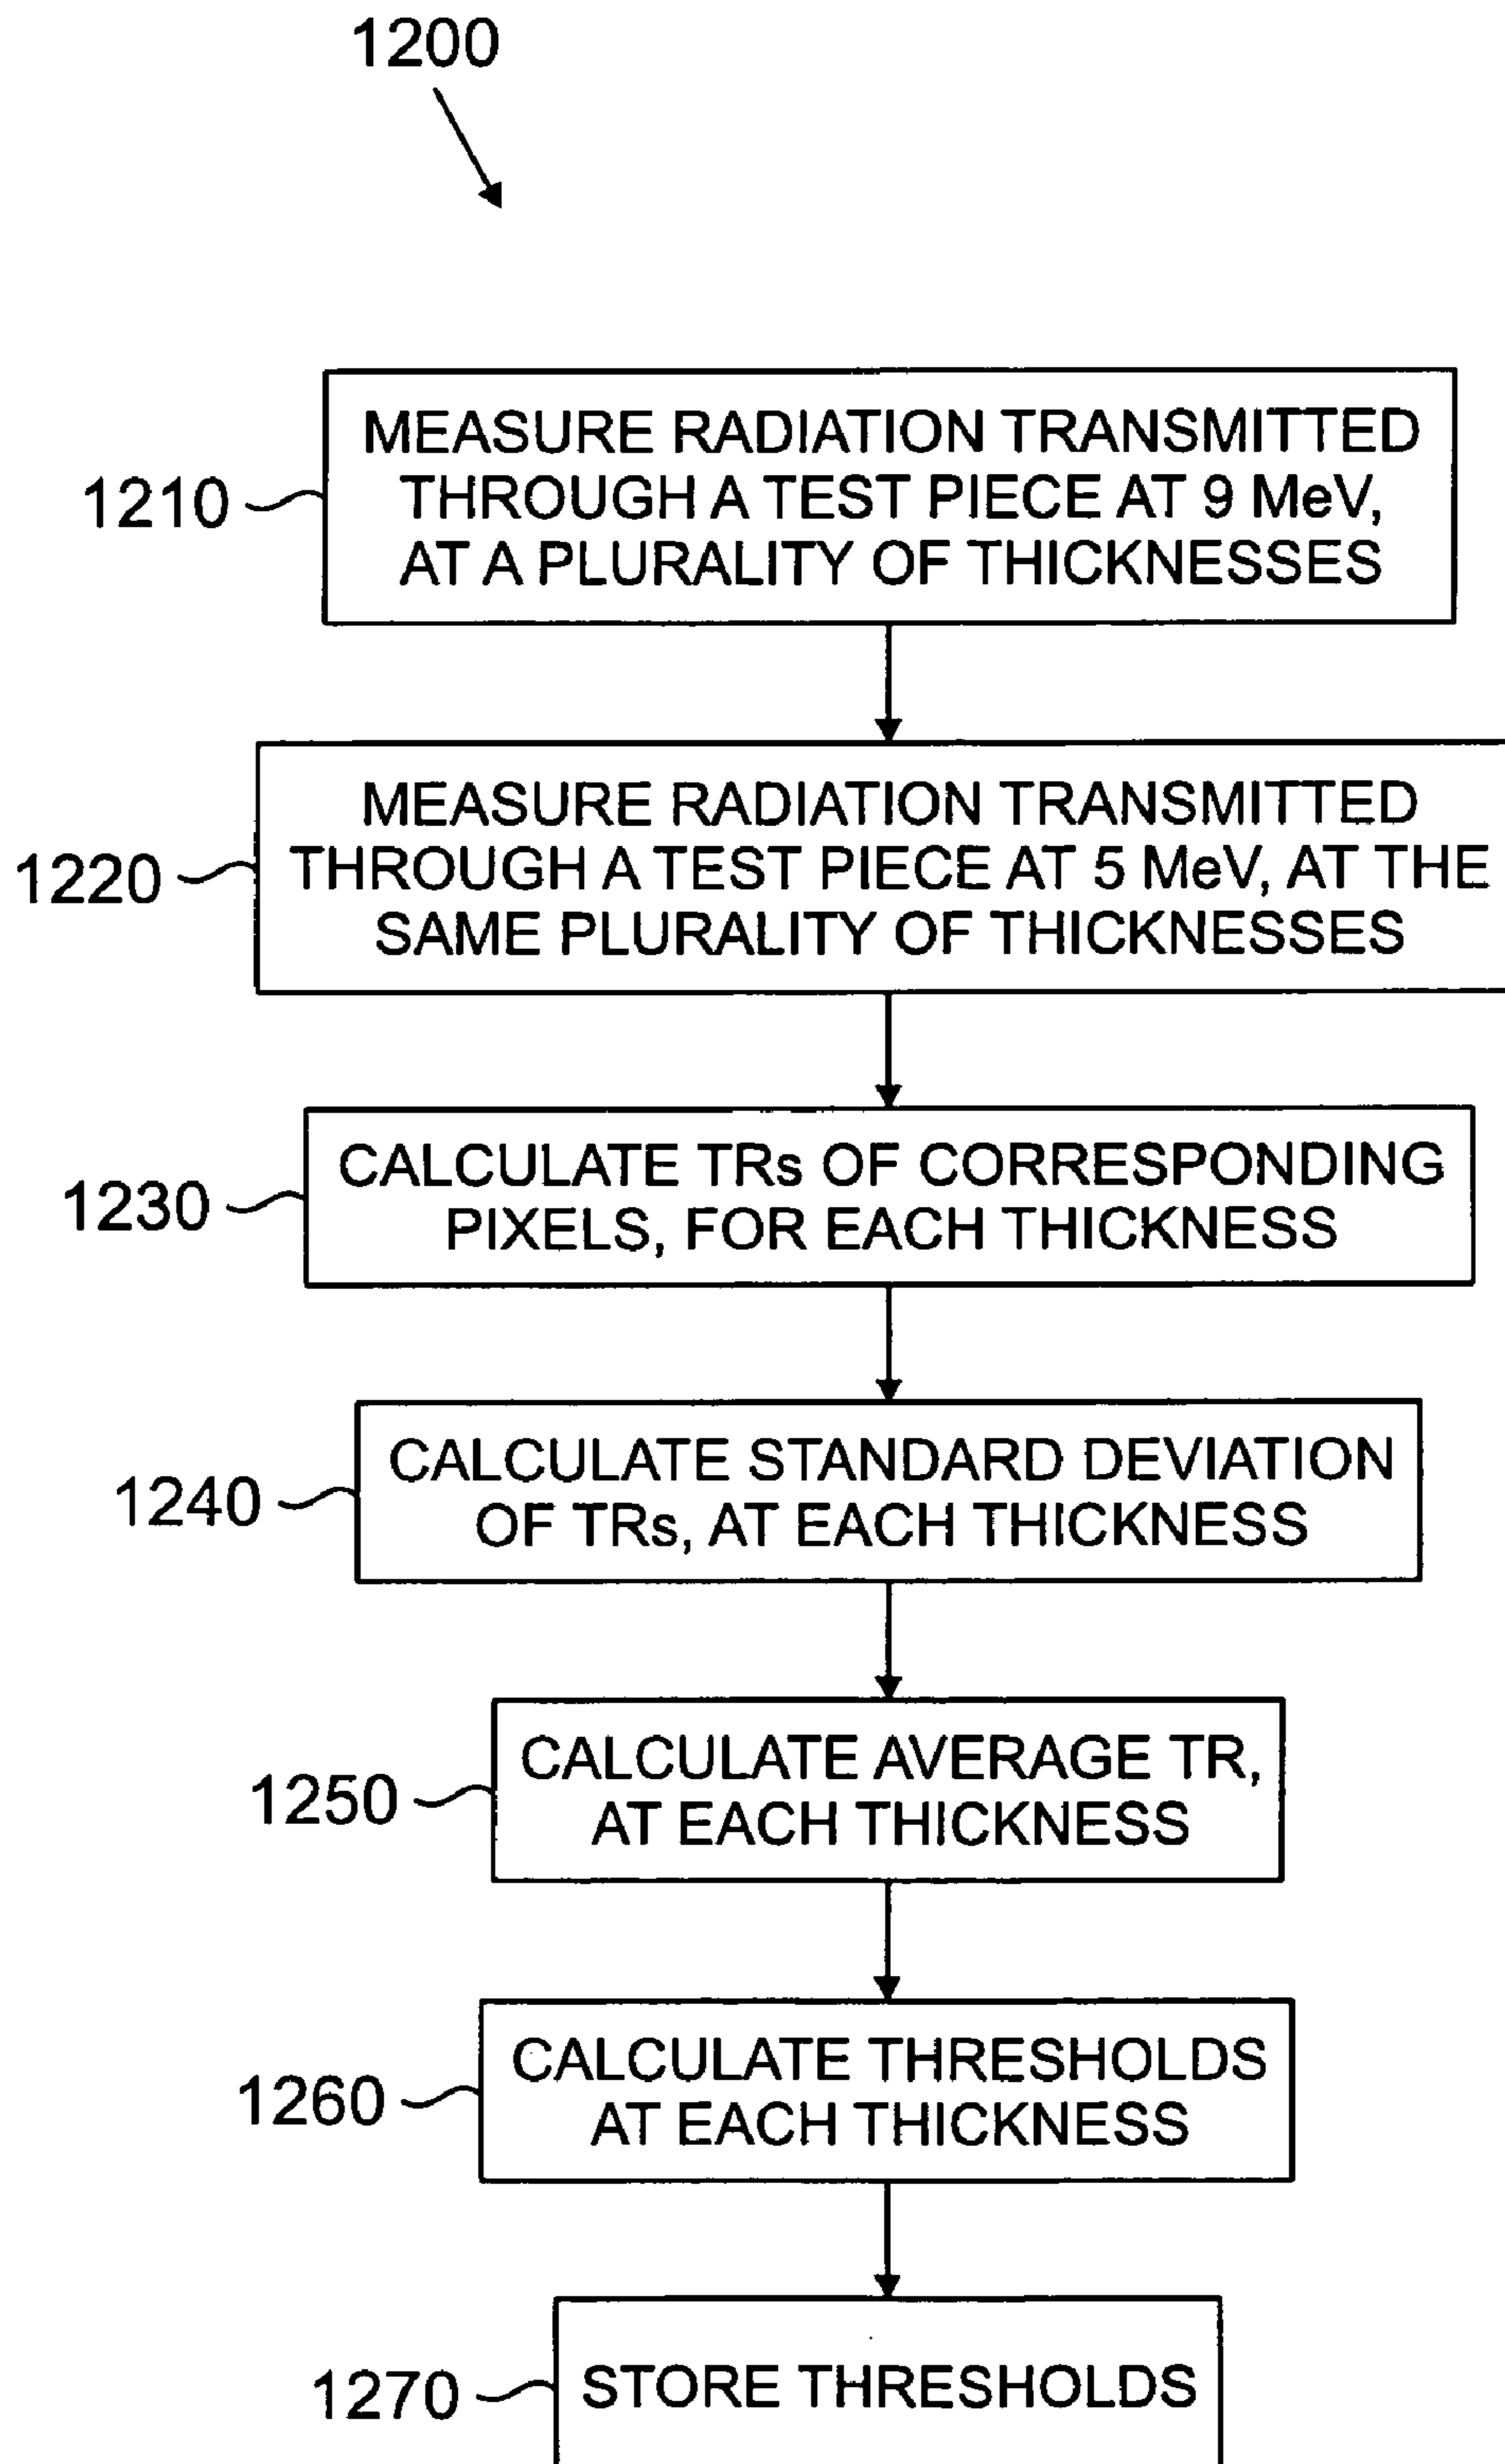 1200
1210
MEASURE RADIATION TRANSMITTED
THROUGH A TEST PIECE AT 9 MeV,
AT A PLURALITY OF THICKNESSES
1220
MEASURE RADIATION TRANSMITTED
THROUGH A TEST PIECE AT 5 MeV, AT THE
SAME PLURALITY OF THICKNESSES
1230
CALCULATE TRs OF CORRESPONDING
PIXELS, FOR EACH THICKNESS
1240
CALCULATE STANDARD DEVIATION
OF TRs, AT EACH THICKNESS
1250
CALCULATE AVERAGE TR,
AT EACH THICKNESS
1260
CALCULATE THRESHOLDS
AT EACH THICKNESS
1270
STORE THRESHOLDS